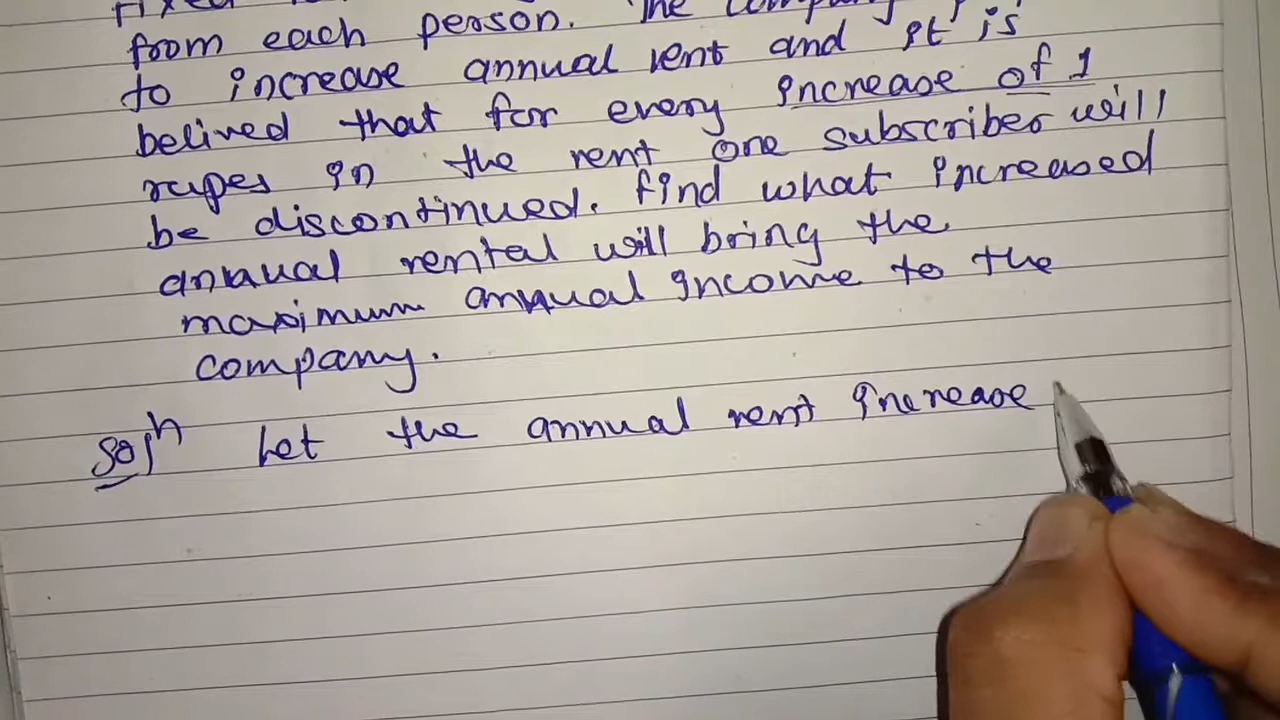 from each person. The company
to increase annual rent and it is
belived that for every increase of 1
rupes in the rent one subscriber will
be discontinued. Find what increased
annual rental will bring the
maximum annual income to the
company.
Soln Let the annual rent increase